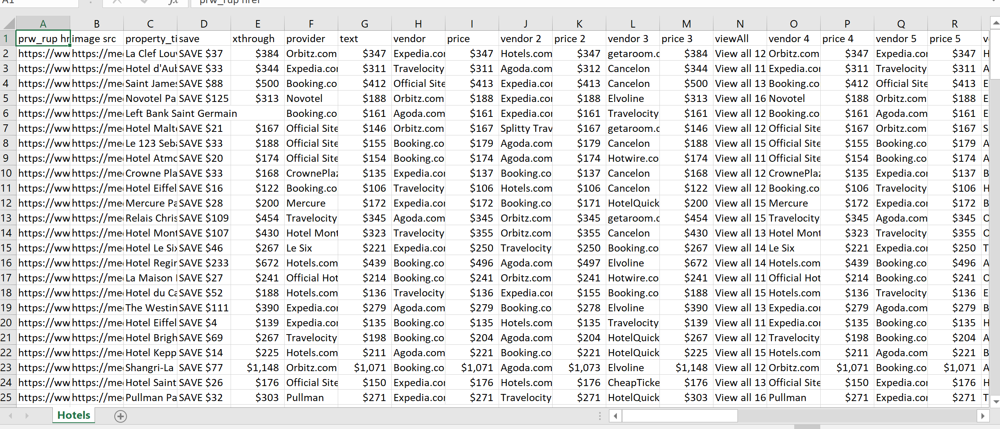 A1 fx prw_rup href
A B C D E F G H I J K L M N O P Q R
1 prw_rup hr image src property_ti save xthrough provider text vendor price vendor 2 price 2 vendor 3 price 3 viewAll vendor 4 price 4 vendor 5 price 5 v
2 https://ww https://me La Clef Lou SAVE $37 $384 Orbitz.com $347 Expedia.co $347 Hotels.com $347 getaroom.c $384 View all 12 Orbitz.com $347 Expedia.co $347 H
3 https://ww https://me Hotel d'Aub SAVE $33 $344 Expedia.co $311 Travelocity $311 Agoda.com $312 Cancelon $344 View all 11 Expedia.co $311 Travelocity $311 A
4 https://ww https://me Saint James SAVE $88 $500 Booking.co $412 Official Site $413 Expedia.co $413 Cancelon $500 View all 13 Booking.co $412 Official Site $413 E
5 https://ww https://me Novotel Pa SAVE $125 $313 Novotel $188 Orbitz.com $188 Expedia.co $188 Elvoline $313 View all 16 Novotel $188 Orbitz.com $188 E
6 https://ww https://me Left Bank Saint Germain Booking.co $161 Agoda.com $161 Expedia.co $161 Travelocity $161 View all 12 Booking.co $161 Agoda.com $161 E
7 https://ww https://me Hotel Malt SAVE $21 $167 Official Site $146 Orbitz.com $167 Splitty Trav $167 getaroom.c $146 View all 12 Official Site $167 Orbitz.com $167 S
8 https://ww https://me Le 123 Seba SAVE $33 $188 Official Site $155 Booking.co $179 Agoda.com $179 Cancelon $188 View all 15 Official Site $155 Booking.co $179 A
9 https://ww https://me Hotel Atmo SAVE $20 $174 Official Site $154 Booking.co $174 Agoda.com $174 Hotwire.co $174 View all 11 Official Site $154 Booking.co $174 A
10 https://ww https://me Crowne Pla SAVE $33 $168 CrownePlaz $135 Expedia.co $137 Booking.co $137 Cancelon $168 View all 12 CrownePlaz $135 Expedia.co $137 B
11 https://ww https://me Hotel Eiffel SAVE $16 $122 Booking.co $106 Travelocity $106 Hotels.com $106 Cancelon $122 View all 12 Booking.co $106 Travelocity $106 H
12 https://ww https://me Mercure Pa SAVE $28 $200 Mercure $172 Expedia.co $172 Booking.co $171 HotelQuick $200 View all 15 Mercure $172 Expedia.co $172 B
13 https://ww https://me Relais Chris SAVE $109 $454 Travelocity $345 Agoda.com $345 Orbitz.com $345 getaroom.c $454 View all 15 Travelocity $345 Agoda.com $345 O
14 https://ww https://me Hotel Mont SAVE $107 $430 Hotel Mont $323 Travelocity $355 Orbitz.com $355 Cancelon $430 View all 13 Hotel Mont $323 Travelocity $355 O
15 https://ww https://me Hotel Le Six SAVE $46 $267 Le Six $221 Expedia.co $250 Travelocity $250 Booking.co $267 View all 14 Le Six $221 Expedia.co $250 T
16 https://ww https://me Hotel Regin SAVE $233 $672 Hotels.com $439 Booking.co $496 Agoda.com $497 Elvoline $672 View all 14 Hotels.com $439 Booking.co $496 A
17 https://ww https://me La Maison SAVE $27 $241 Official Hot $214 Booking.co $241 Orbitz.com $241 Hotwire.co $241 View all 11 Official Hot $214 Booking.co $241 O
18 https://ww https://me Hotel du Ca SAVE $52 $188 Hotels.com $136 Travelocity $136 Expedia.co $155 Booking.co $188 View all 15 Hotels.com $136 Travelocity $136 E
19 https://ww https://me The Westin SAVE $111 $390 Expedia.co $279 Agoda.com $279 Booking.co $278 Elvoline $390 View all 13 Expedia.co $279 Agoda.com $279 B
20 https://ww https://me Hotel Eiffel SAVE $4 $139 Expedia.co $135 Booking.co $135 Hotels.com $135 Travelocity $139 View all 11 Expedia.co $135 Booking.co $135 H
21 https://ww https://me Hotel Brigh SAVE $69 $267 Travelocity $198 Booking.co $204 Agoda.com $204 HotelQuick $267 View all 12 Travelocity $198 Booking.co $204 A
22 https://ww https://me Hotel Kepp SAVE $14 $225 Hotels.com $211 Agoda.com $221 Booking.co $221 HotelQuick $225 View all 15 Hotels.com $211 Agoda.com $221 B
23 https://ww https://me Shangri-La SAVE $77 $1,148 Orbitz.com $1,071 Booking.co $1,071 Agoda.com $1,073 Elvoline $1,148 View all 12 Orbitz.com $1,071 Booking.co $1,071 A
24 https://ww https://me Hotel Saint SAVE $26 $176 Official Site $150 Expedia.co $176 Hotels.com $176 CheapTicke $176 View all 13 Official Site $150 Expedia.co $176 H
25 https://ww https://me Pullman Pa SAVE $32 $303 Pullman $271 Expedia.co $271 Travelocity $271 HotelQuick $303 View all 16 Pullman $271 Expedia.co $271 T
Hotels